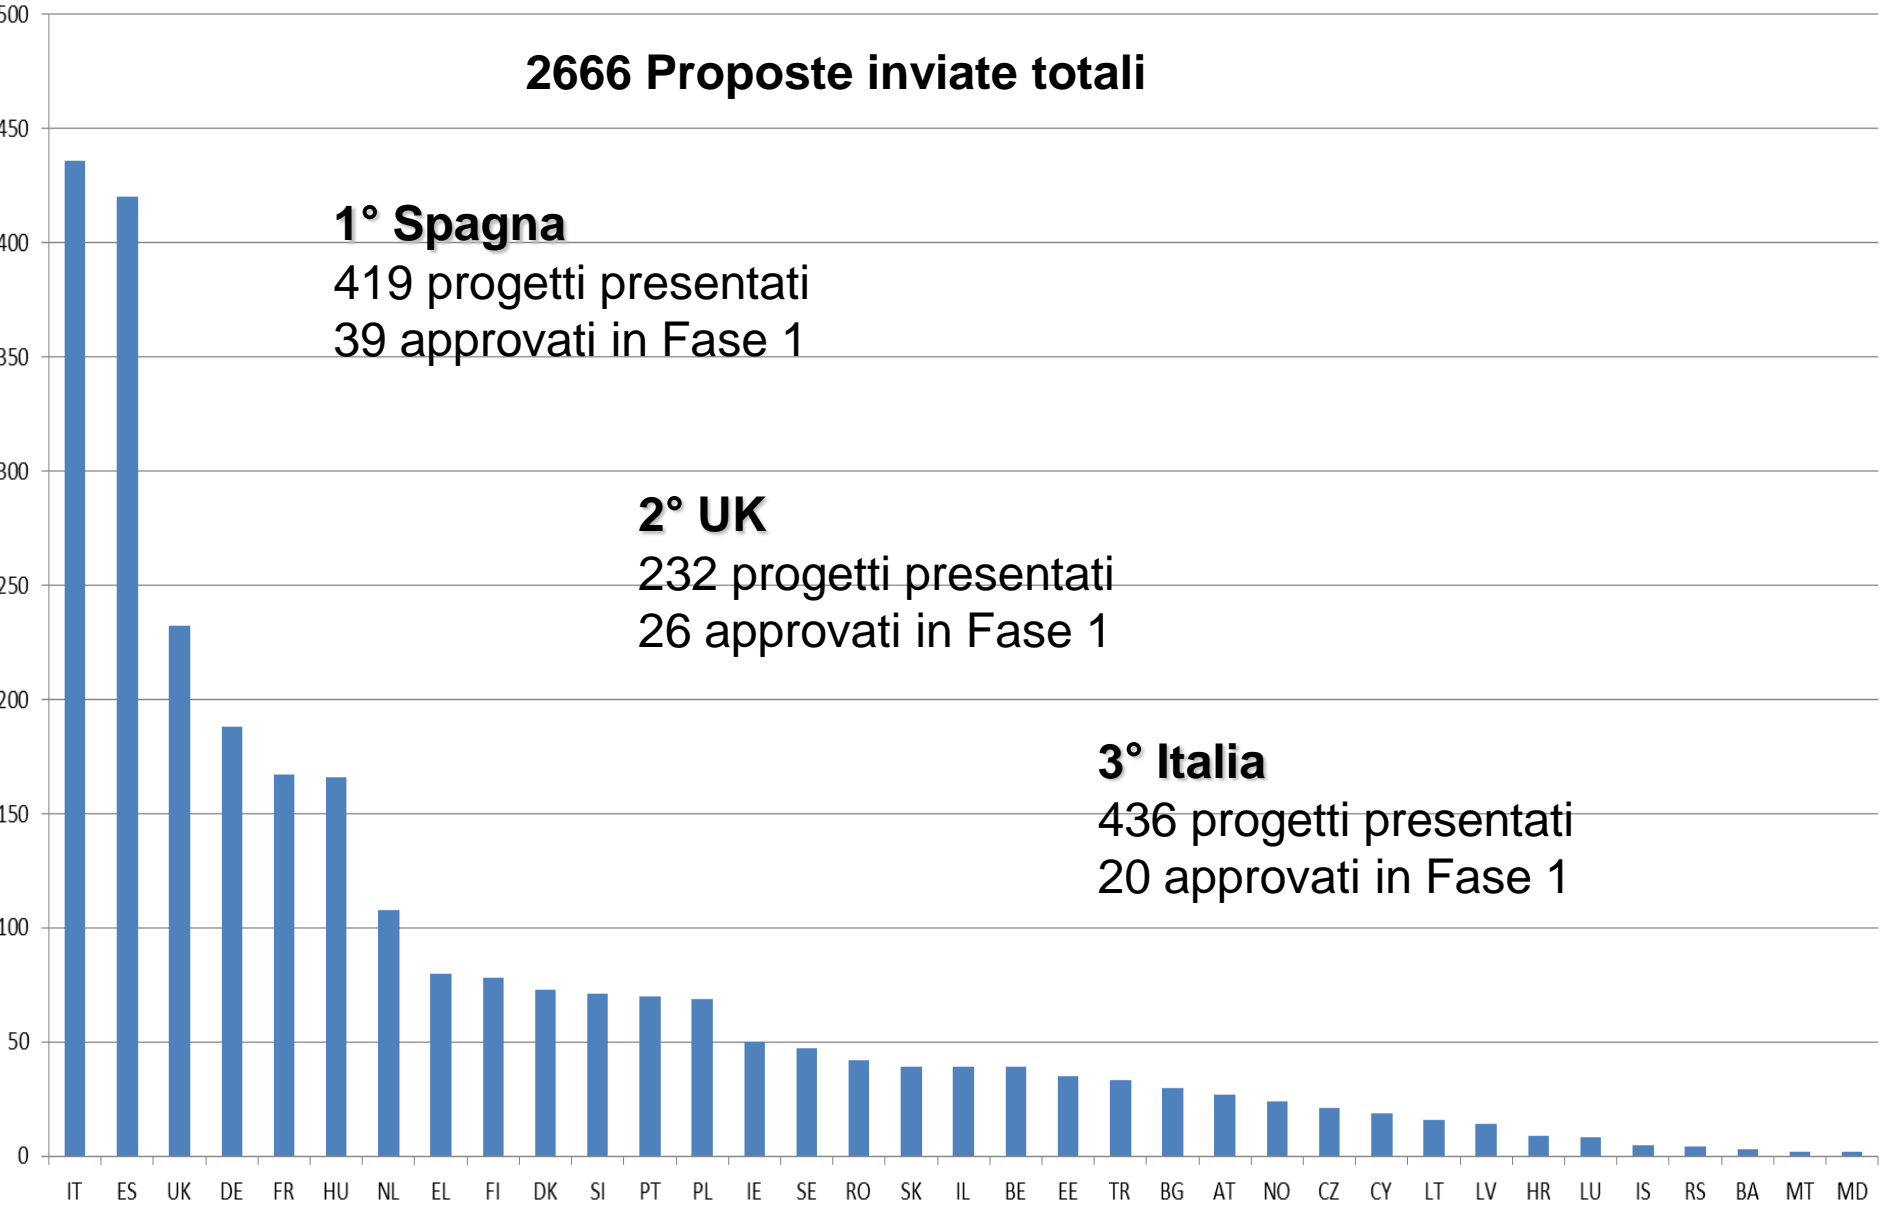 2666 Proposte inviate totali
1° Spagna
419 progetti presentati
39 approvati in Fase 1
2° UK
232 progetti presentati
26 approvati in Fase 1
3° Italia
436 progetti presentati
20 approvati in Fase 1
500
450
400
350
300
250
200
150
100
50
0
IT ES UK DE FR HU NL EL FI DK SI PT PL IE SE RO SK IL BE EE TR BG AT NO CZ CY LT LV HR LU IS RS BA MT MD